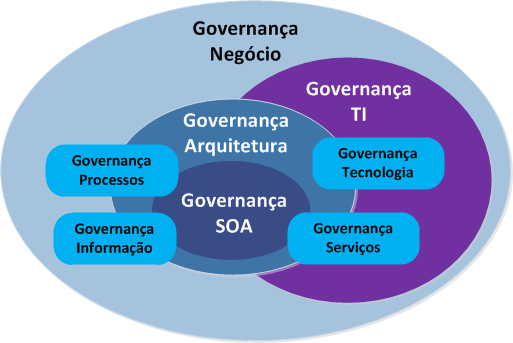 Governança
Negócio
Governança
TI
Governança
Arquitetura
Governança
Tecnologia
Governança
Processos
Governança
SOA
Governança
Informação
Governança
Serviços